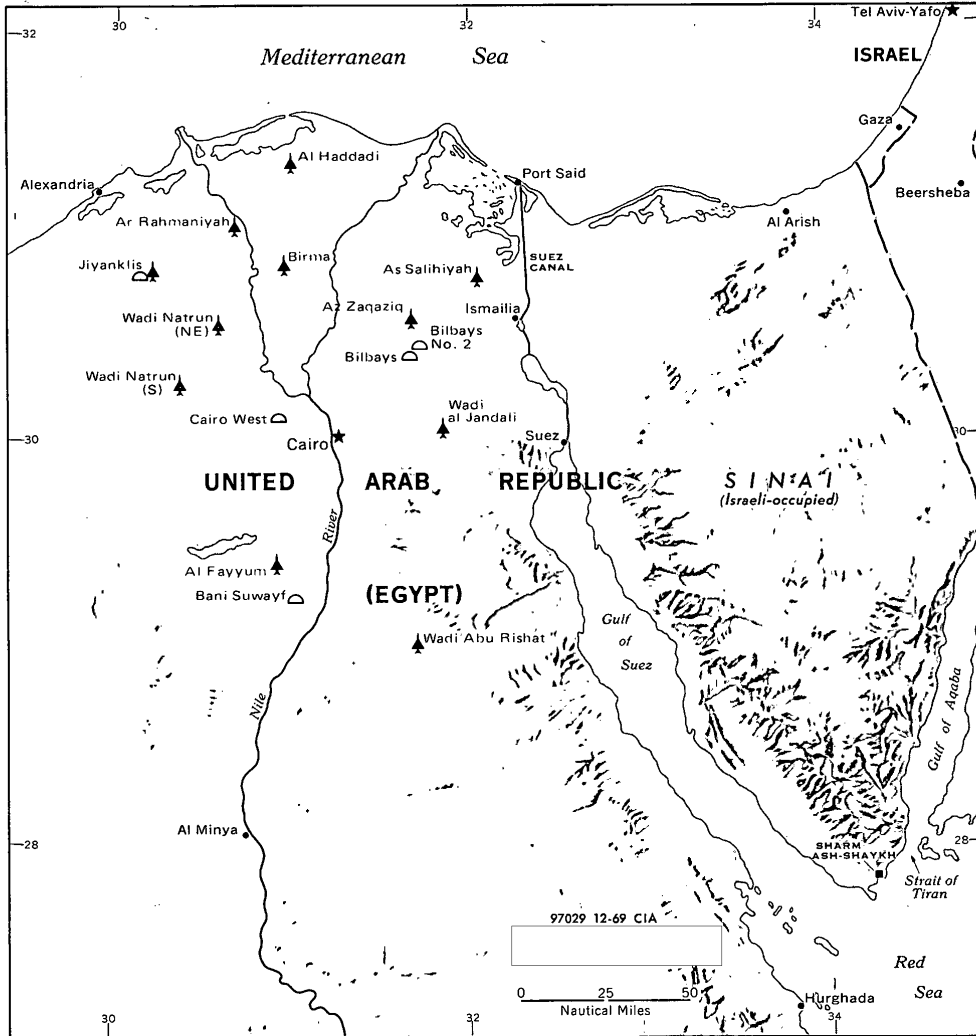 30
32
34
Tel Aviv-Yafo
32
Mediterranean Sea
ISRAEL
Gaza
Al Haddadi
Port Said
Alexandria
Beersheba
Ar Rahmaniyah
Al Arish
Jiyanklis
Birma
As Salihiyah
SUEZ
CANAL
Wadi Natrun
(NE)
Az Zaqaziq
Ismailia
Bilbays
No. 2
Bilbays
Wadi Natrun
(S)
Cairo West
Wadi
al Jandali
30
Cairo
Suez
30
UNITED ARAB REPUBLIC
SINAI
(Israeli-occupied)
River
Al Fayyum
Bani Suwayf
(EGYPT)
Wadi Abu Rishat
Gulf
of
Suez
Nile
Gulf of Aqaba
Al Minya
28
SHARM
ASH-SHAYKH
28
Strait of
Tiran
97029 12-69 CIA
Red
Sea
0 25 50
Nautical Miles
Hurghada
30
32
34